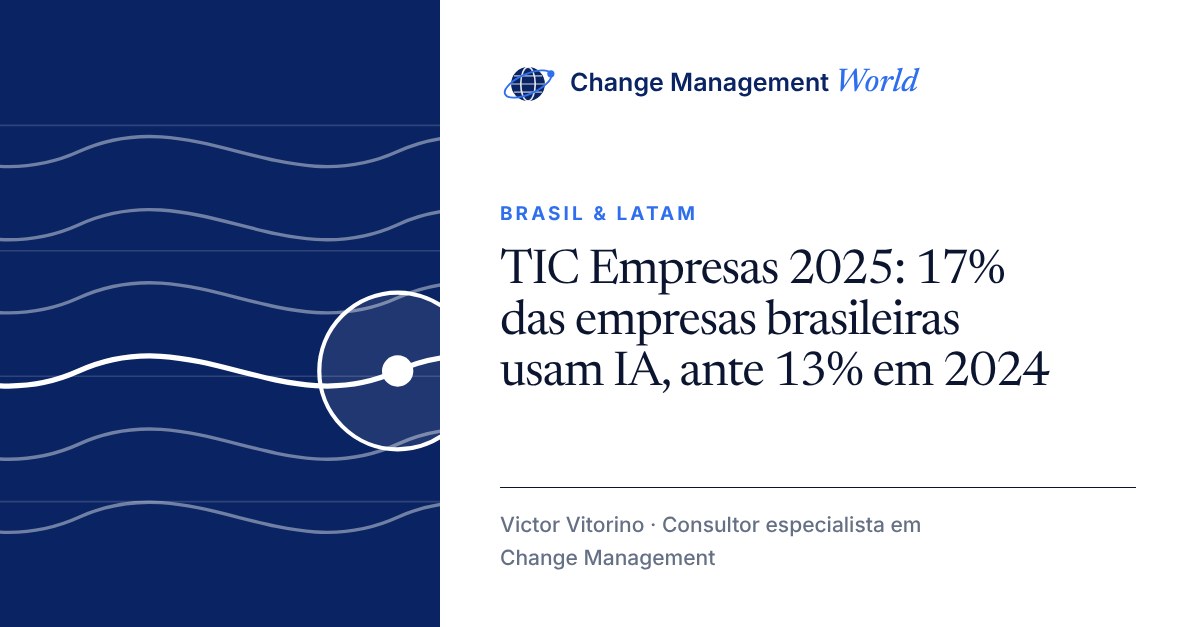 Change Management World
BRASIL & LATAM
TIC Empresas 2025: 17%
das empresas brasileiras
usam IA, ante 13% em 2024
Victor Vitorino · Consultor especialista em
Change Management